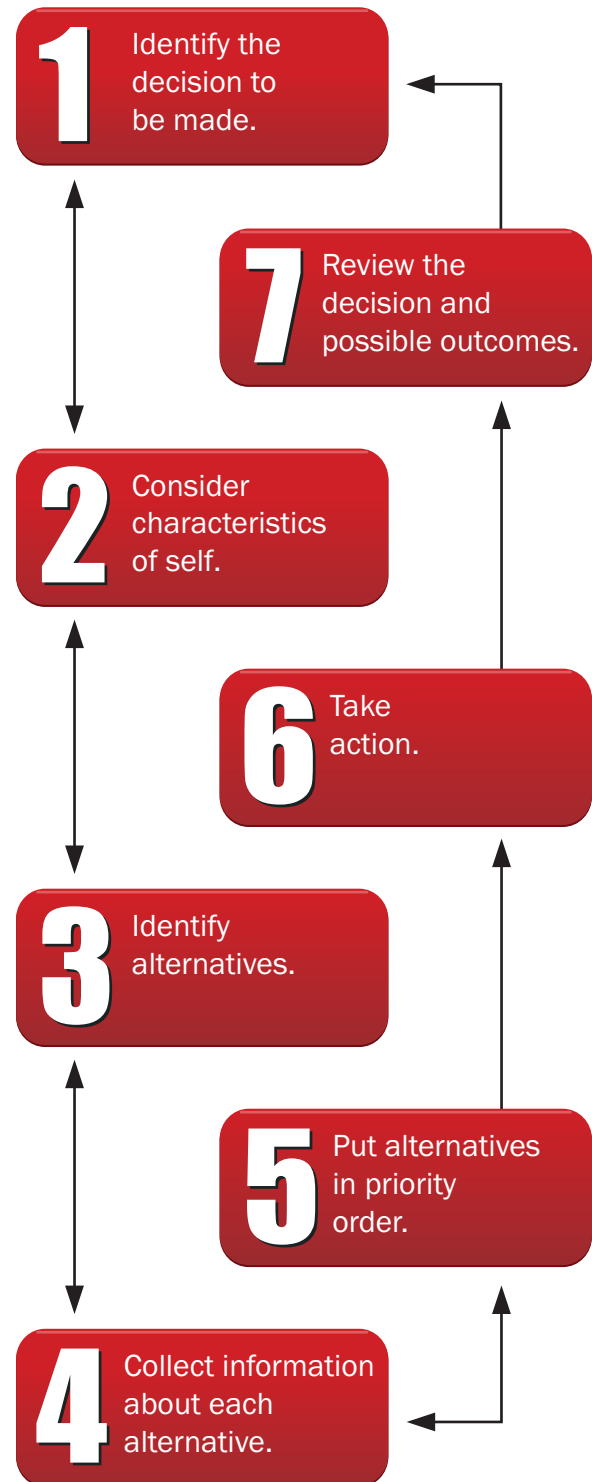 1
Identify the
decision to
be made.
7
Review the
decision and
possible outcomes.
2
Consider
characteristics
of self.
6
Take
action.
3
Identify
alternatives.
5
Put alternatives
in priority
order.
4
Collect information
about each
alternative.